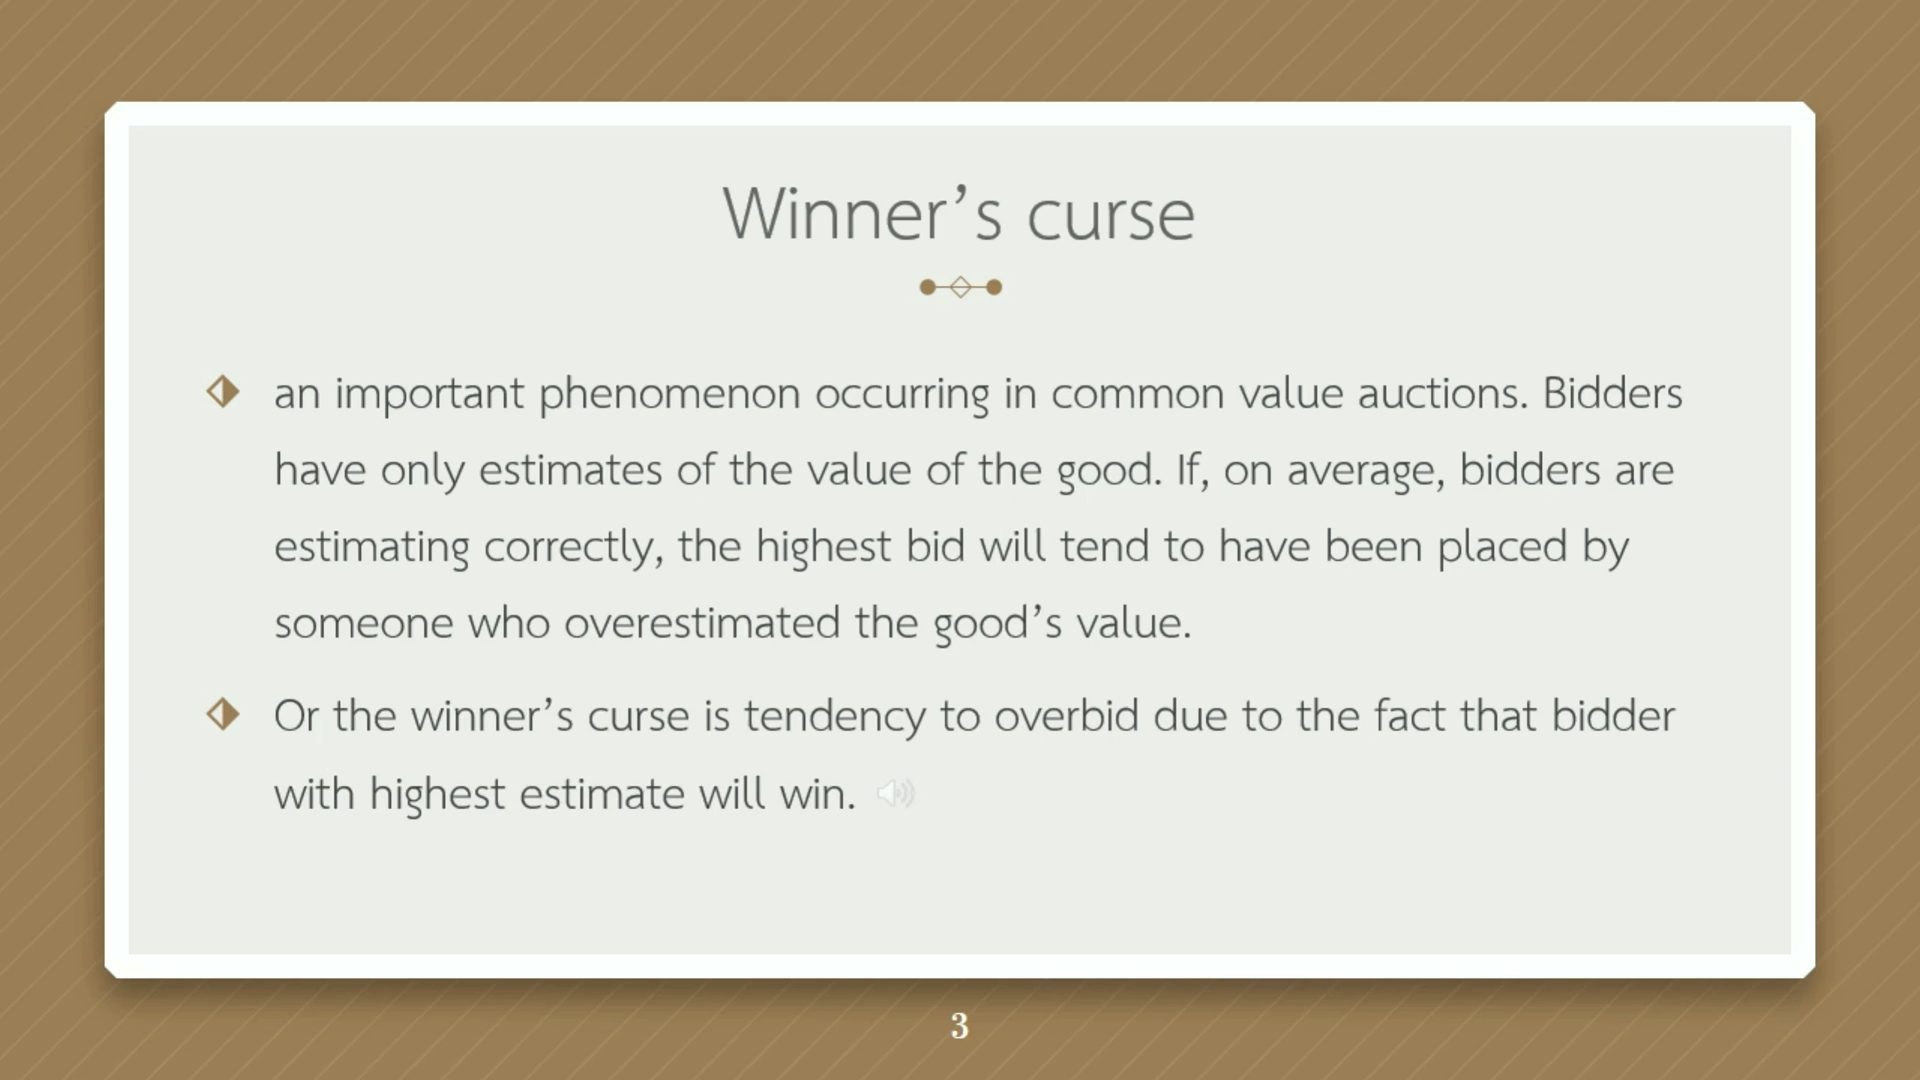 Winner’s curse
an important phenomenon occurring in common value auctions. Bidders
have only estimates of the value of the good. If, on average, bidders are
estimating correctly, the highest bid will tend to have been placed by
someone who overestimated the good’s value.
Or the winner’s curse is tendency to overbid due to the fact that bidder
with highest estimate will win.
3